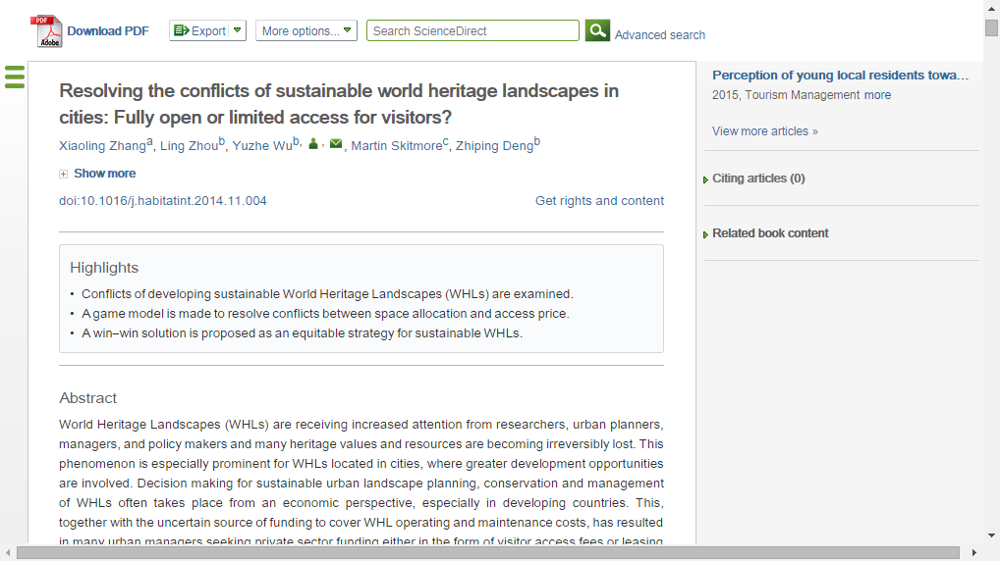 PDF
Adobe
Download PDF
Export
More options...
Search ScienceDirect
Advanced search
Resolving the conflicts of sustainable world heritage landscapes in
cities: Fully open or limited access for visitors?
Xiaoling Zhanga, Ling Zhoub, Yuzhe Wub, , , Martin Skitmorec, Zhiping Dengb
Show more
doi:10.1016/j.habitatint.2014.11.004
Get rights and content
Highlights
• Conflicts of developing sustainable World Heritage Landscapes (WHLs) are examined.
• A game model is made to resolve conflicts between space allocation and access price.
• A win–win solution is proposed as an equitable strategy for sustainable WHLs.
Abstract
World Heritage Landscapes (WHLs) are receiving increased attention from researchers, urban planners,
managers, and policy makers and many heritage values and resources are becoming irreversibly lost. This
phenomenon is especially prominent for WHLs located in cities, where greater development opportunities
are involved. Decision making for sustainable urban landscape planning, conservation and management
of WHLs often takes place from an economic perspective, especially in developing countries. This,
together with the uncertain source of funding to cover WHL operating and maintenance costs, has resulted
in many urban managers seeking private sector funding either in the form of visitor access fees or leasing
Perception of young local residents towa...
2015, Tourism Management more
View more articles »
Citing articles (0)
Related book content